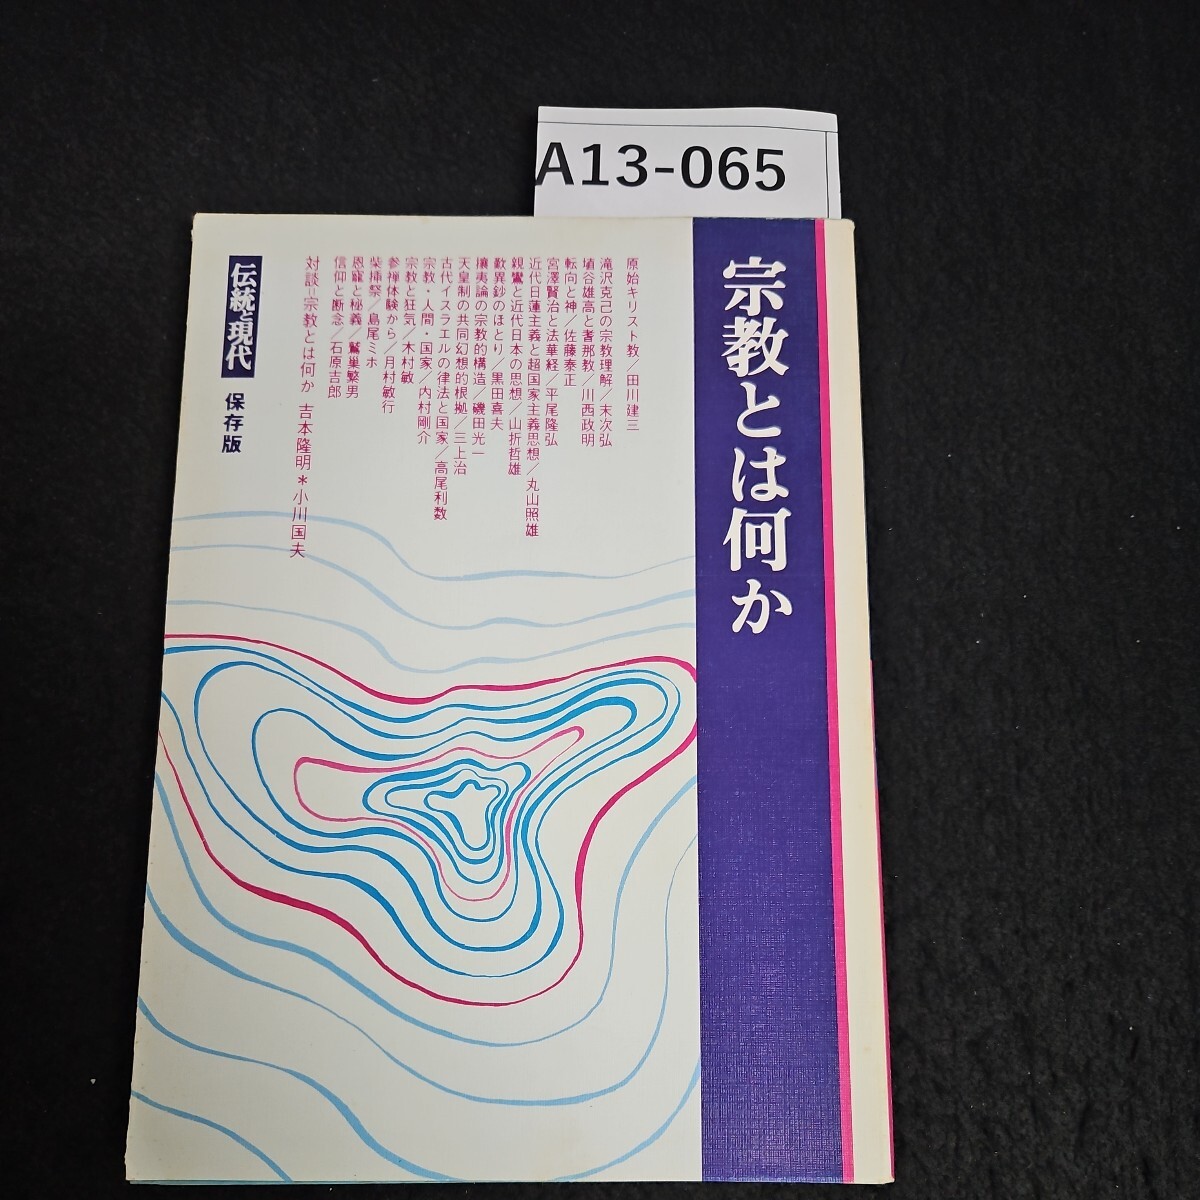 A13-065
宗教とは何か
原始キリスト教/田川建三
滝沢克己の宗教理解/末次弘
埴谷雄高と耆那教/川西政明
転向と神/佐藤泰正
宮澤賢治と法華経/平尾隆弘
近代日蓮主義と超国家主義思想/丸山照雄
親鸞と近代日本の思想/山折哲雄
歎異鈔のほとり/黒田喜夫
攘夷論の宗教的構造/磯田光一
天皇制の共同幻想的根拠/三上治
古代イスラエルの律法と国家/高尾利数
宗教・人間・国家/内村剛介
宗教と狂気/木村敏
参禅体験から/月村敏行
柴挿祭/島尾ミホ
恩寵と秘義/鷲巣繁男
信仰と断念/石原吉郎
対談=宗教とは何か 吉本隆明*小川国夫
伝統と現代 保存版